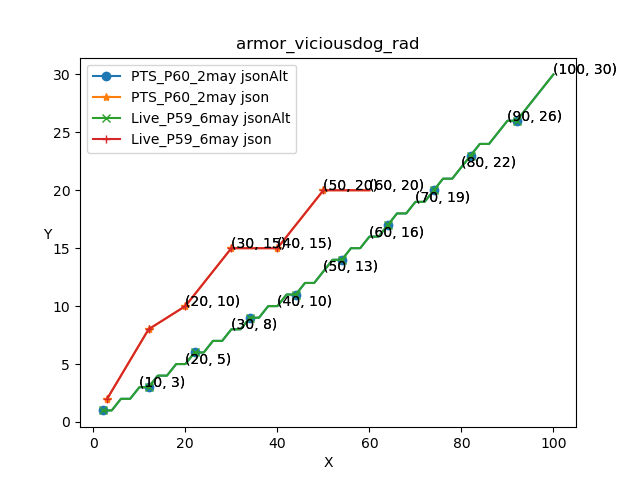 armor_viciousdog_rad
PTS_P60_2may jsonAlt
PTS_P60_2may json
Live_P59_6may jsonAlt
Live_P59_6may json
(100, 30)
(90, 26)
(80, 22)
(50, 20)
(60, 20)
(70, 19)
(60, 16)
(30, 15)
(40, 15)
(50, 13)
(20, 10)
(40, 10)
(30, 8)
(20, 5)
(10, 3)
Y
30
25
20
15
10
5
0
0 20 40 60 80 100
X